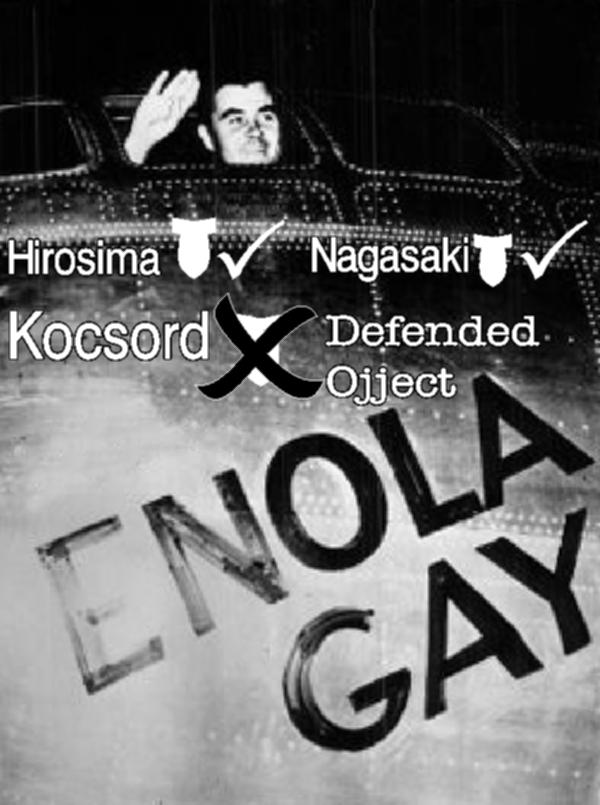 Hirosima Nagasaki
Kocsord Defended
Ojject
ENOLA
GAY